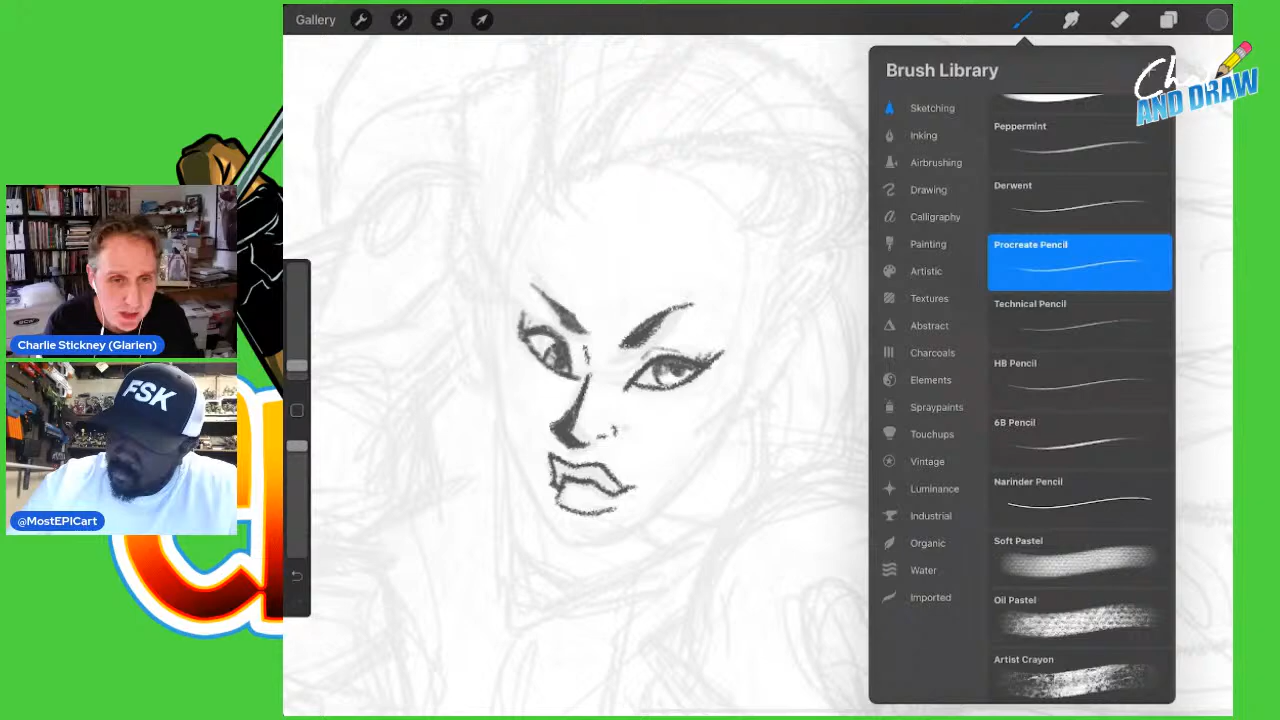 Gallery
Brush Library
Sketching
Inking
Airbrushing
Drawing
Calligraphy
Painting
Artistic
Textures
Abstract
Charcoals
Elements
Spraypaints
Touchups
Vintage
Luminance
Industrial
Organic
Water
Imported
Peppermint
Derwent
Procreate Pencil
Technical Pencil
HB Pencil
6B Pencil
Narinder Pencil
Soft Pastel
Oil Pastel
Artist Crayon
AND DRAW
Charlie Stickney (Glarien)
FSK
@MostEPICart